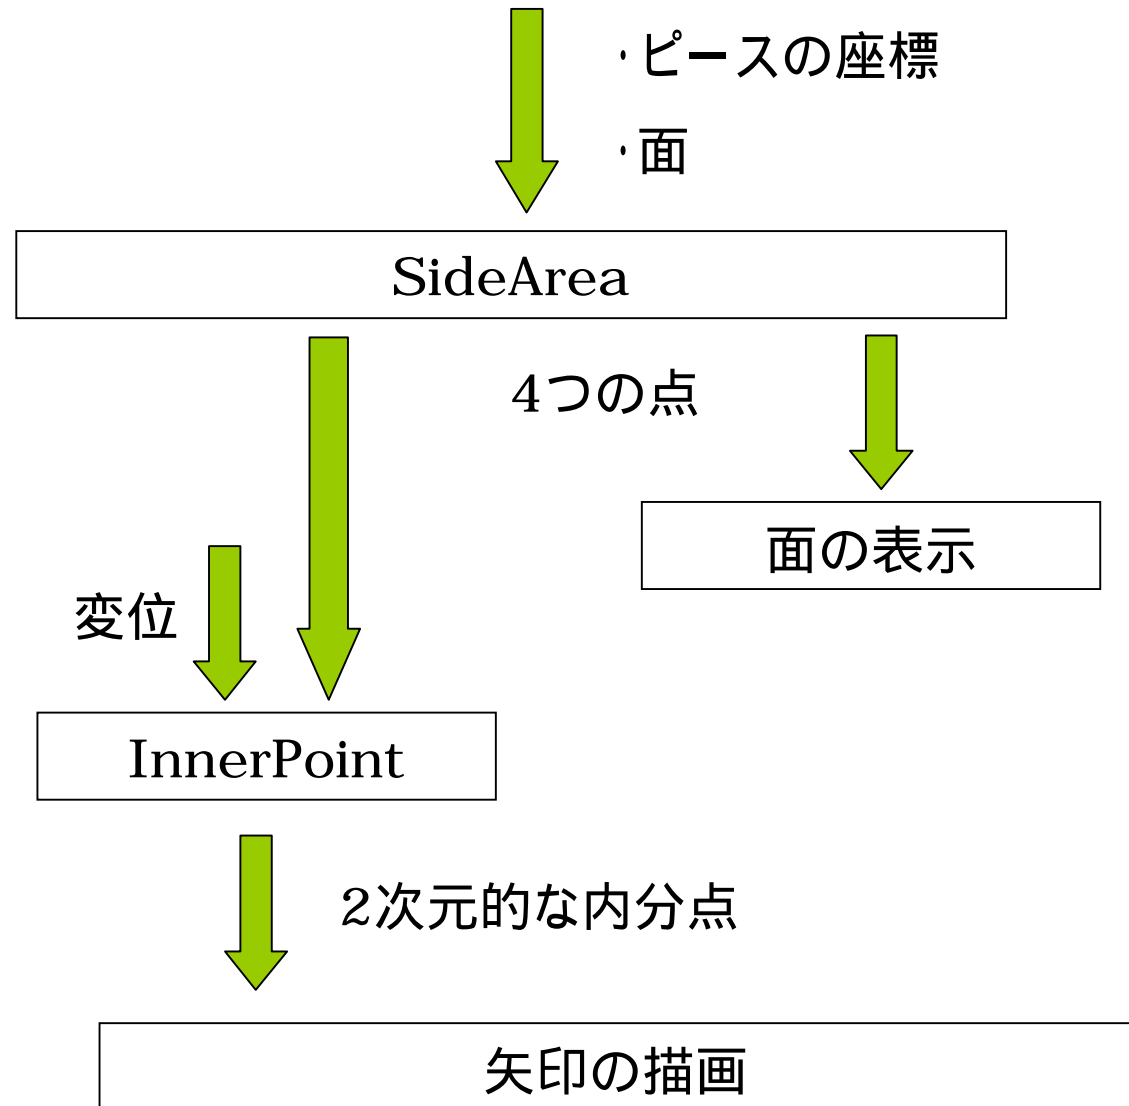 ・ピースの座標
・面
SideArea
4つの点
面の表示
変位
InnerPoint
2次元的な内分点
矢印の描画